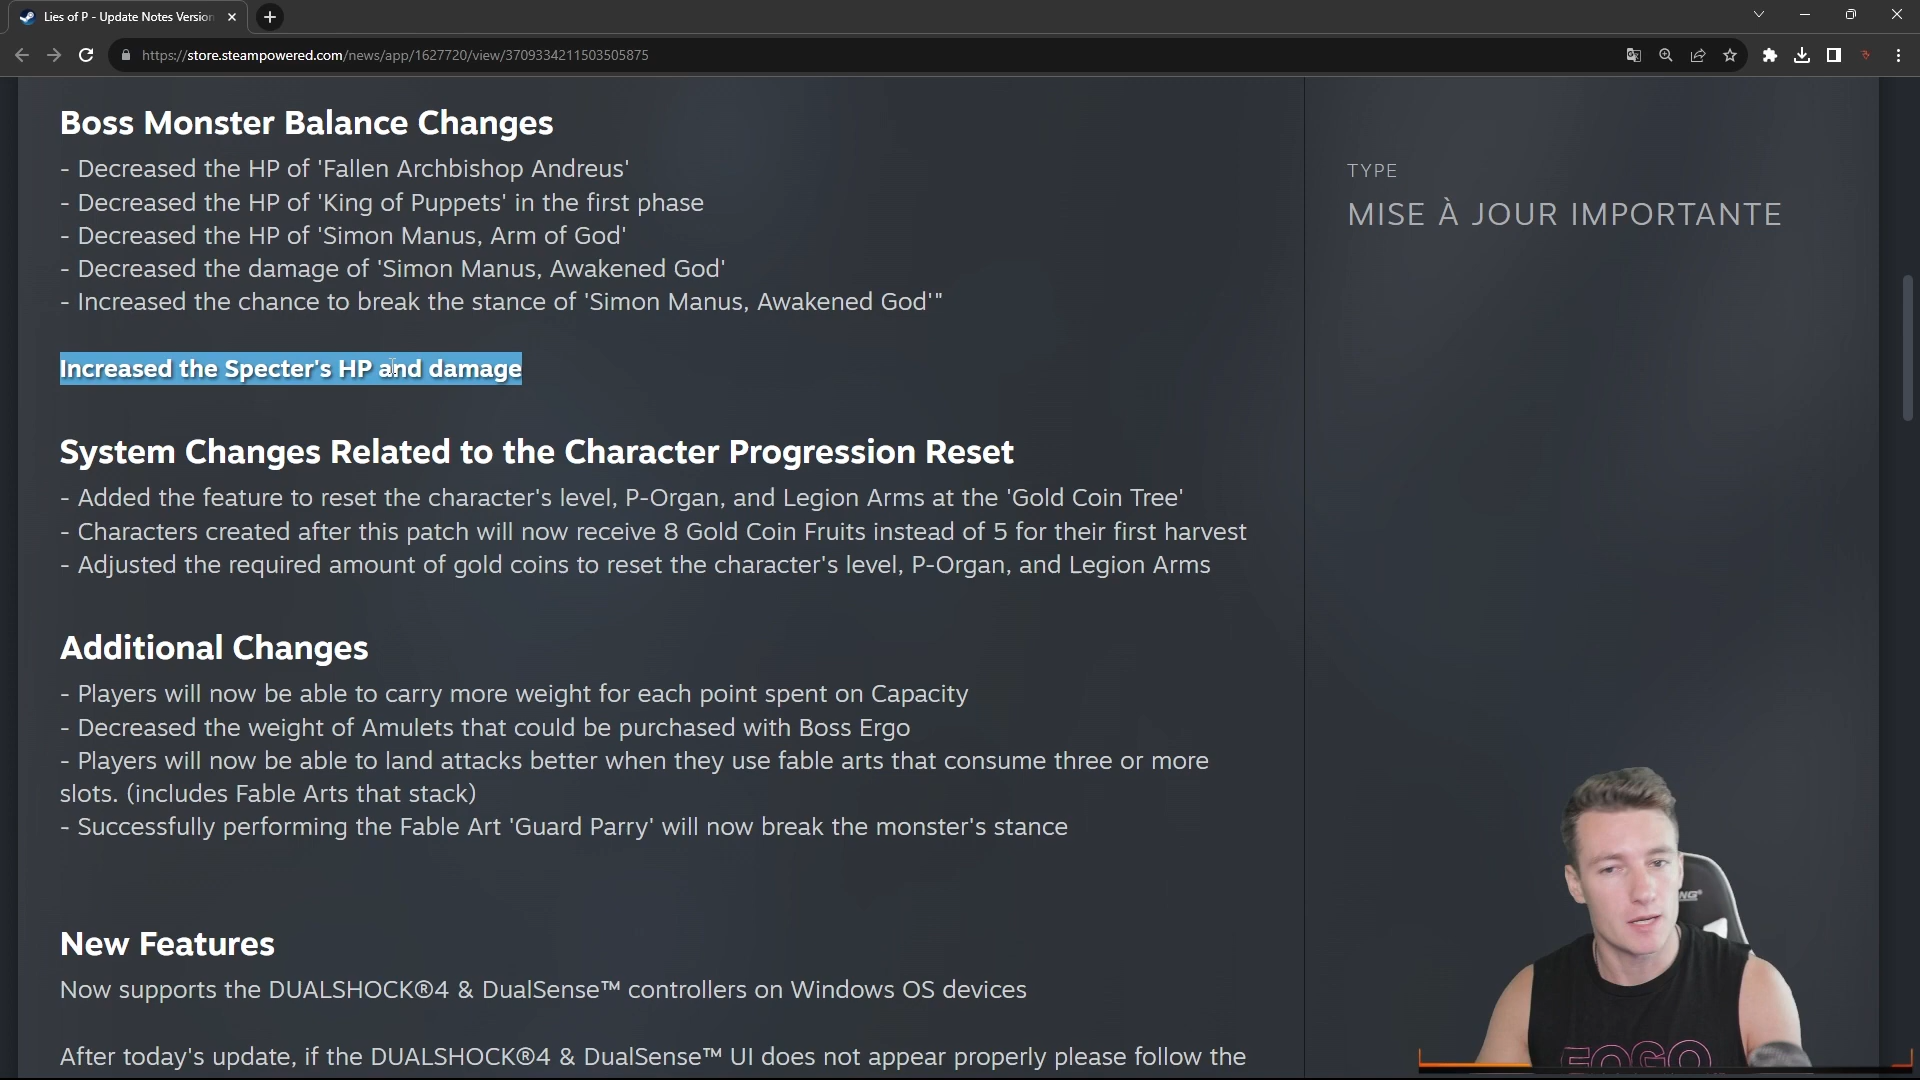 Lies of P - Update Notes Version
https://store.steampowered.com/news/app/1627720/view/3709334211503505875
Boss Monster Balance Changes
- Decreased the HP of 'Fallen Archbishop Andreus'
- Decreased the HP of 'King of Puppets' in the first phase
- Decreased the HP of 'Simon Manus, Arm of God'
- Decreased the damage of 'Simon Manus, Awakened God'
- Increased the chance to break the stance of 'Simon Manus, Awakened God'"
Increased the Specter's HP and damage
System Changes Related to the Character Progression Reset
- Added the feature to reset the character's level, P-Organ, and Legion Arms at the 'Gold Coin Tree'
- Characters created after this patch will now receive 8 Gold Coin Fruits instead of 5 for their first harvest
- Adjusted the required amount of gold coins to reset the character's level, P-Organ, and Legion Arms
Additional Changes
- Players will now be able to carry more weight for each point spent on Capacity
- Decreased the weight of Amulets that could be purchased with Boss Ergo
- Players will now be able to land attacks better when they use fable arts that consume three or more
slots. (includes Fable Arts that stack)
- Successfully performing the Fable Art 'Guard Parry' will now break the monster's stance
New Features
Now supports the DUALSHOCK®4 & DualSense™ controllers on Windows OS devices
After today's update, if the DUALSHOCK®4 & DualSense™ UI does not appear properly please follow the
TYPE
MISE À JOUR IMPORTANTE